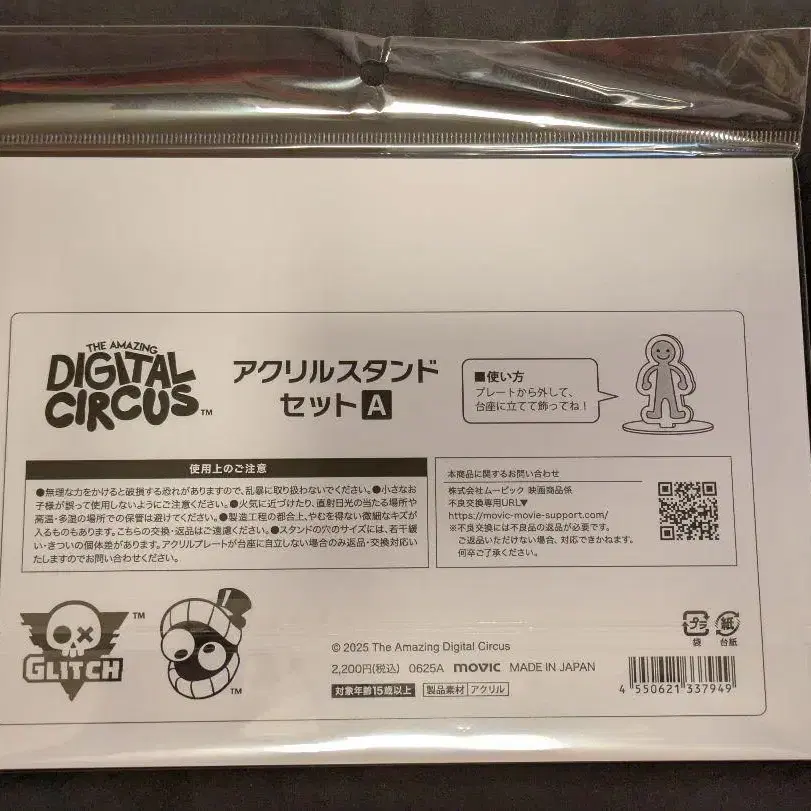 THE AMAZING
DIGITAL
CIRCUS™
アクリルスタンド
セットA
■使い方
プレートから外して、
台座に立てて飾ってね！
使用上のご注意
●無理な力をかけると破損する恐れがありますので、乱暴に取り扱わないでください。●小さなお
子様が誤って使用しないようにご注意ください。●火気に近づけたり、直射日光の当たる場所や
高温・多湿の場所での保管は避けてください。●製造工程の都合上、やむを得ない微細なキズが
入るものもあります。こちらの交換・返品はご遠慮ください。●スタンドの穴のサイズには、若干緩
い・きついの個体差があります。アクリルプレートが台座に自立しない場合のみ返品・交換対応い
たしますのでお問い合わせください。
本商品に関するお問い合わせ
株式会社ムービック 映画商品係
不良交換専用URL▼
https://movic-movie-support.com/
※不良交換には不良品の返品が必要です。
ご返品いただけない場合、対応できかねます。
何卒ご了承ください。
GLITCH
TM
TM
プラ
袋
紙
台紙
© 2025 The Amazing Digital Circus
2,200円(税込) 0625A movic MADE IN JAPAN
対象年齢15歳以上 製品素材 アクリル
4 550621 337949